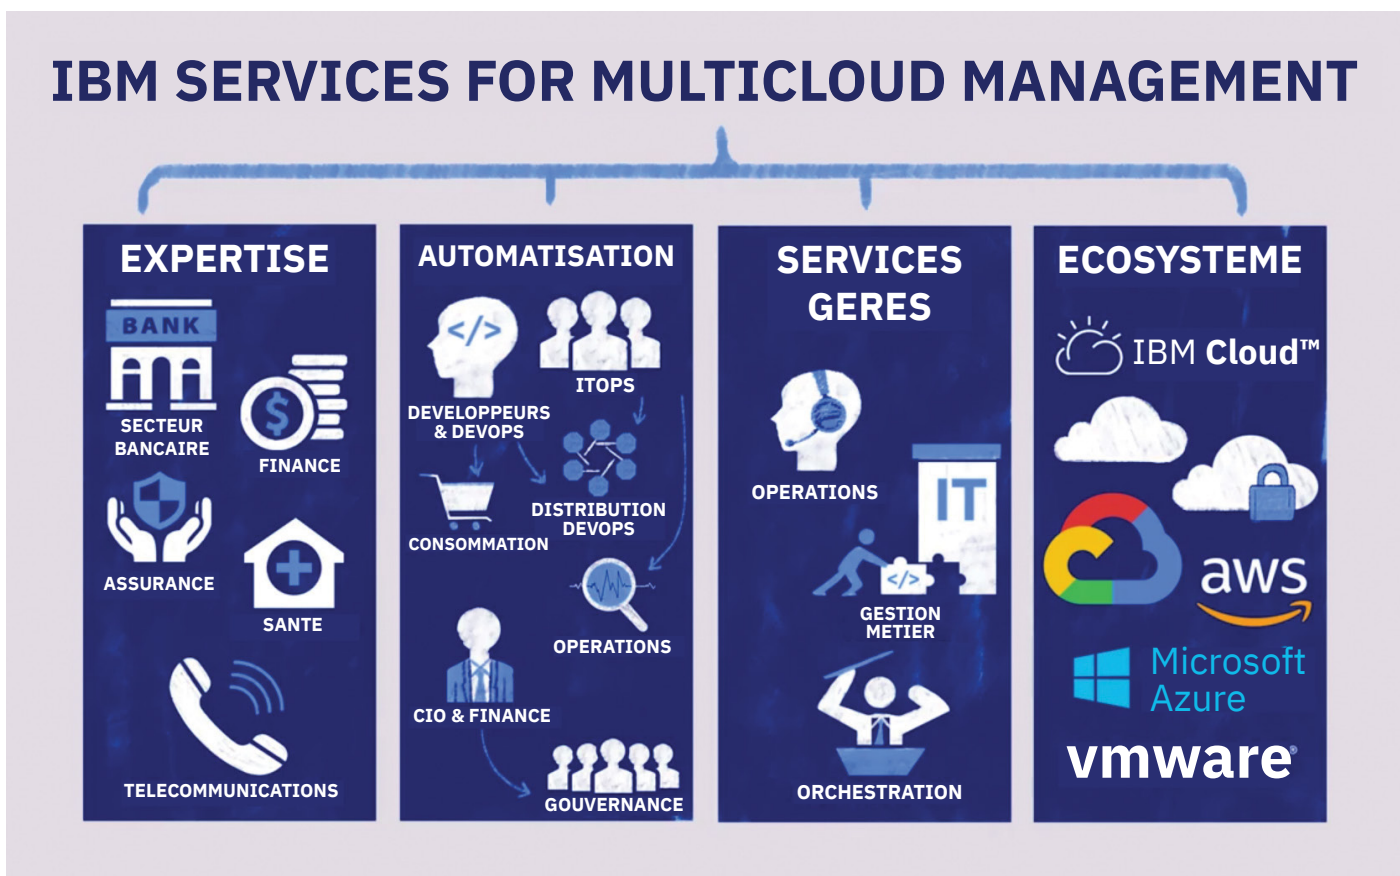 IBM SERVICES FOR MULTICLOUD MANAGEMENT
EXPERTISE
BANK
SECTEUR
BANCAIRE
$
FINANCE
ASSURANCE
SANTE
TELECOMMUNICATIONS
AUTOMATISATION
</>
ITOPS
DEVELOPPEURS
& DEVOPS
DISTRIBUTION
DEVOPS
CONSOMMATION
OPERATIONS
CIO & FINANCE
GOUVERNANCE
SERVICES
GERES
OPERATIONS
IT
</>
GESTION
METIER
ORCHESTRATION
ECOSYSTEME
IBM Cloud™
aws
Microsoft
Azure
vmware®